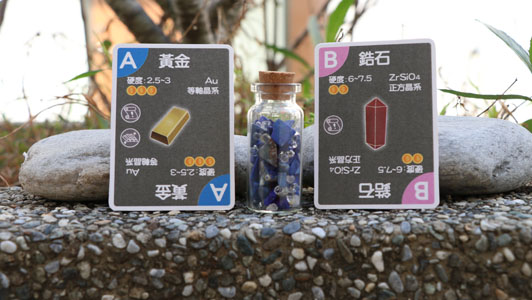 A
黃金
硬度:2.5~3
Au
等軸晶系
硬度:2.5~3
Au
等軸晶系
黃金
A
B
鋯石
硬度:6~7.5
ZrSiO₄
正方晶系
硬度:6~7.5
ZrSiO₄
正方晶系
鋯石
B